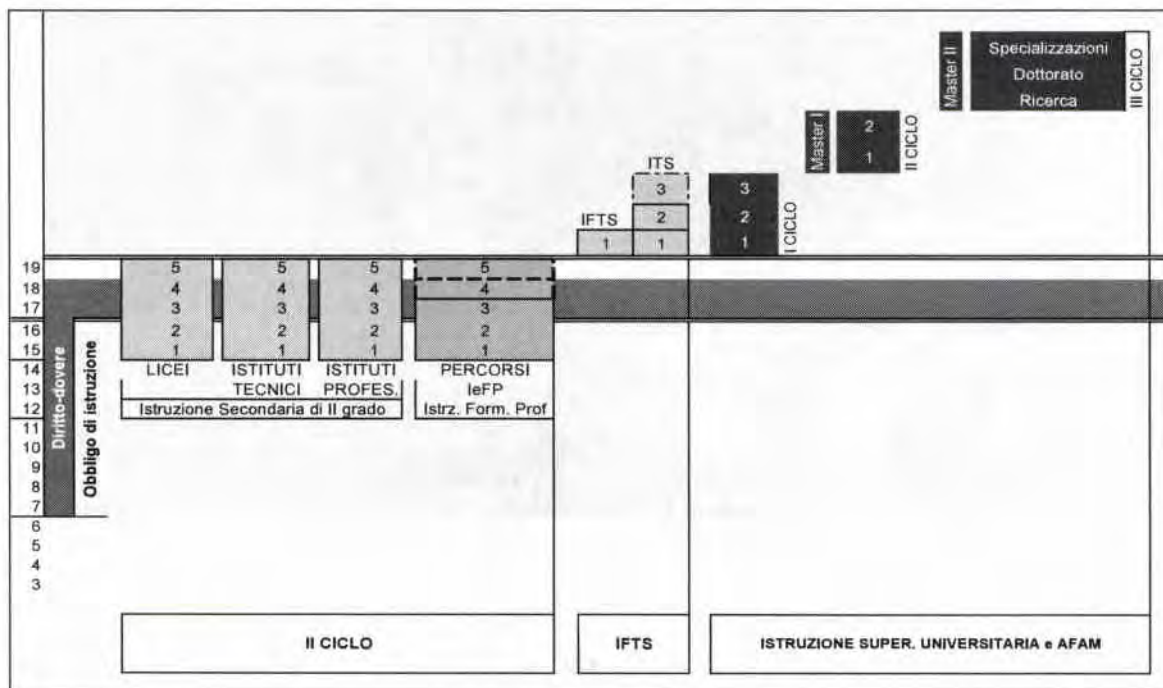 Master II
Specializzazioni
Dottorato
Ricerca
III CICLO
Master I
2
1
II CICLO
ITS
3
2
1
IFTS
1
3
2
1
I CICLO
19
18
17
16
15
14
13
12
11
10
9
8
7
6
5
4
3
Diritto-dovere
Obbligo di istruzione
5
4
3
2
1
LICEI
5
4
3
2
1
ISTITUTI
TECNICI
5
4
3
2
1
ISTITUTI
PROFES.
Istruzione Secondaria di II grado
5
4
3
2
1
PERCORSI
IeFP
Istrz. Form. Prof
II CICLO
IFTS
ISTRUZIONE SUPER. UNIVERSITARIA e AFAM